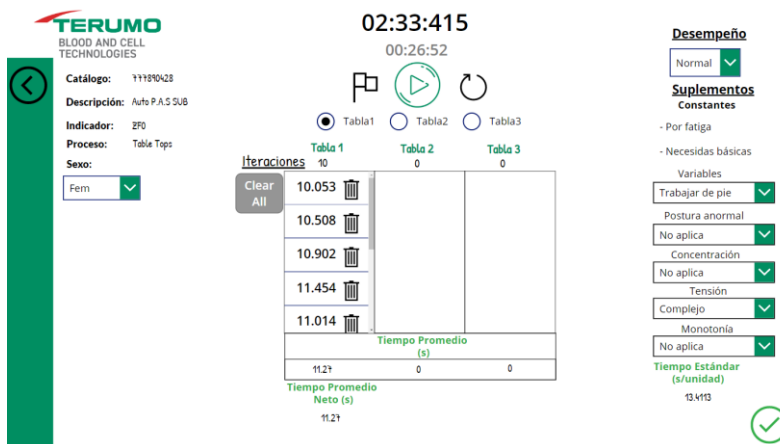 TERUMO
BLOOD AND CELL
TECHNOLOGIES
Catálogo: 777890428
Descripción: Auto P.A.S SUB
Indicador: 2F0
Proceso: Table Tops
Sexo:
Fem
02:33:415
00:26:52
Tabla1 Tabla2 Tabla3
Iteraciones
Tabla 1 Tabla 2 Tabla 3
10 0 0
Clear
All
10.053
10.508
10.902
11.454
11.014
Tiempo Promedio
(s)
11.27 0 0
Tiempo Promedio
Neto (s)
11.27
Desempeño
Normal
Suplementos
Constantes
- Por fatiga
- Necesidas básicas
Variables
Trabajar de pie
Postura anormal
No aplica
Concentración
No aplica
Tensión
Complejo
Monotonía
No aplica
Tiempo Estándar
(s/unidad)
13.4113